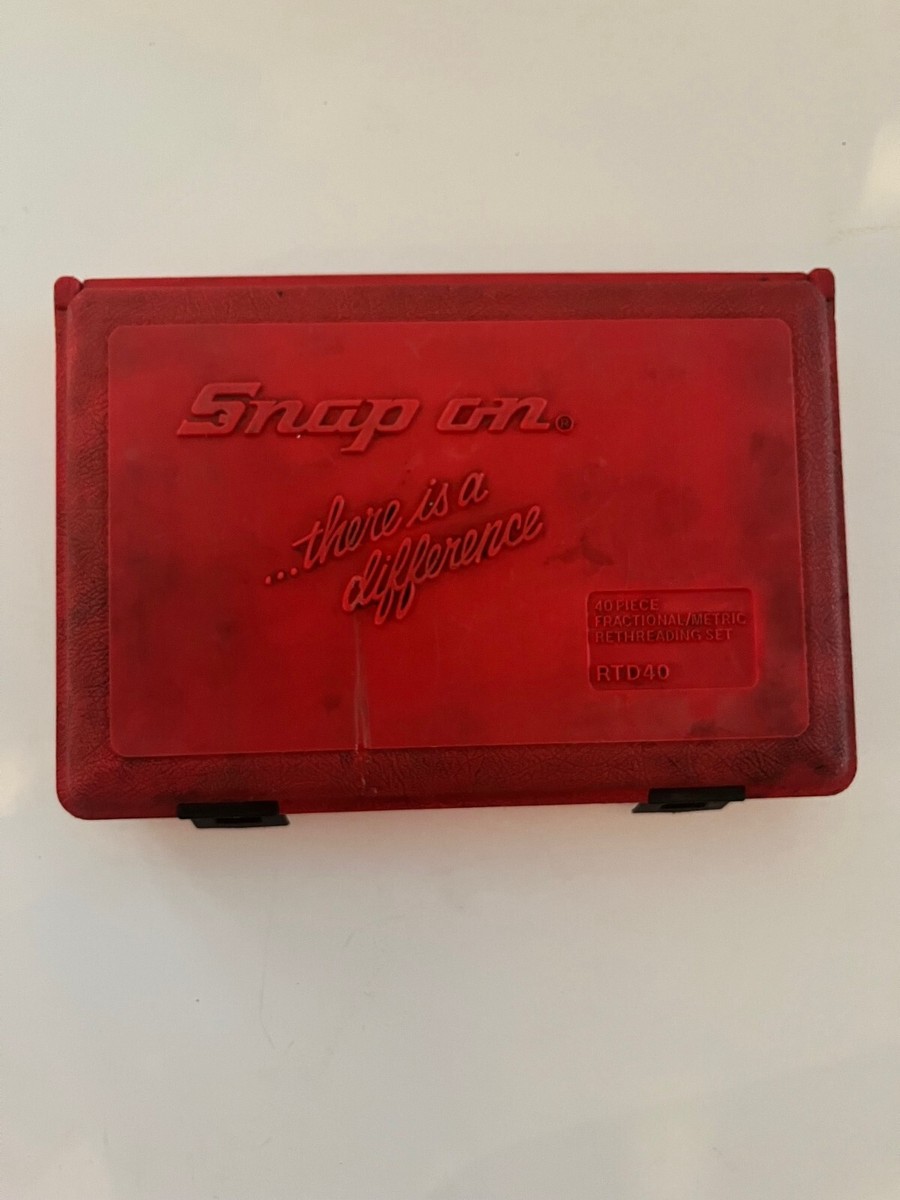 Snap on®
...there is a
difference
40 PIECE
FRACTIONAL/METRIC
RETHREADING SET
RTD40